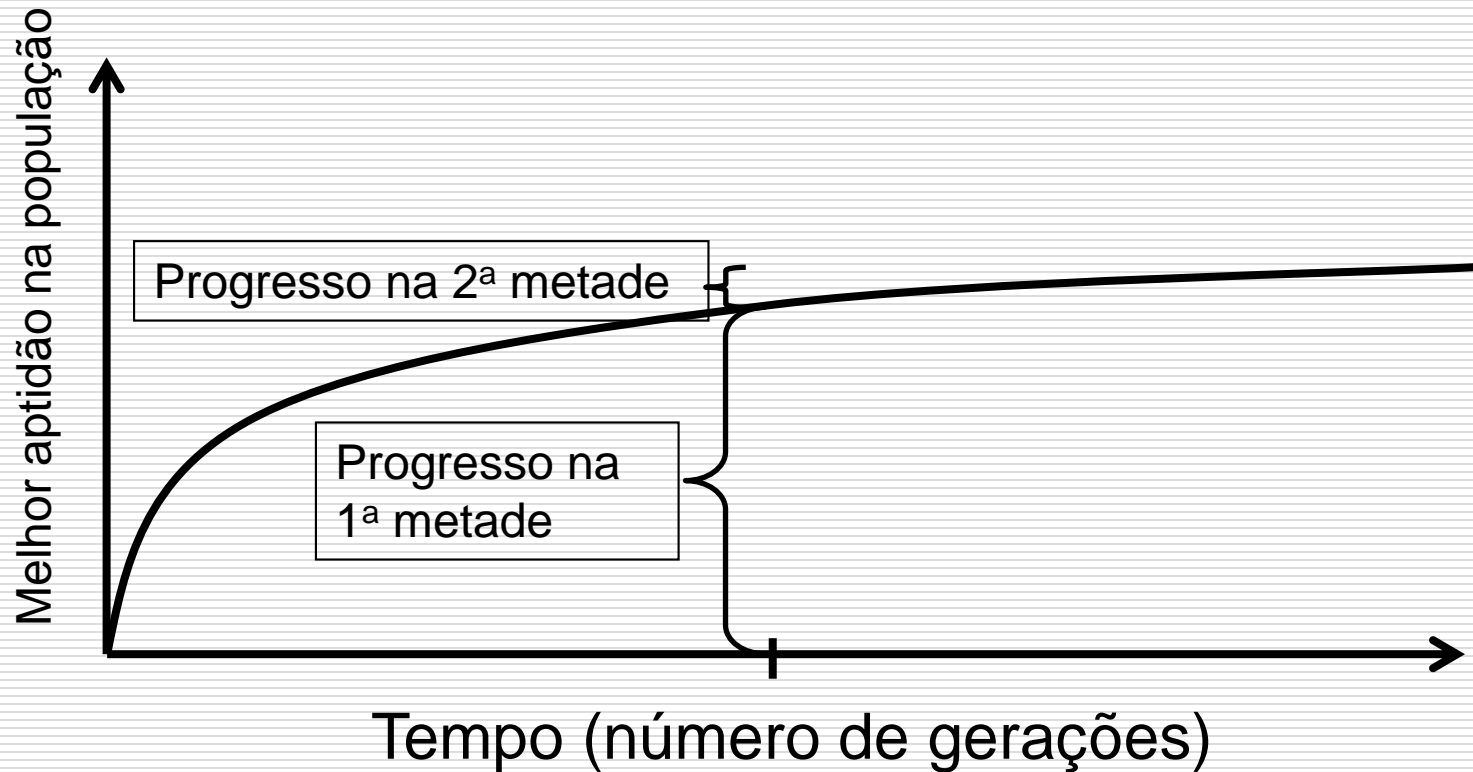 Melhor aptidão na população
Progresso na 2ª metade
Progresso na
1ª metade
Tempo (número de gerações)